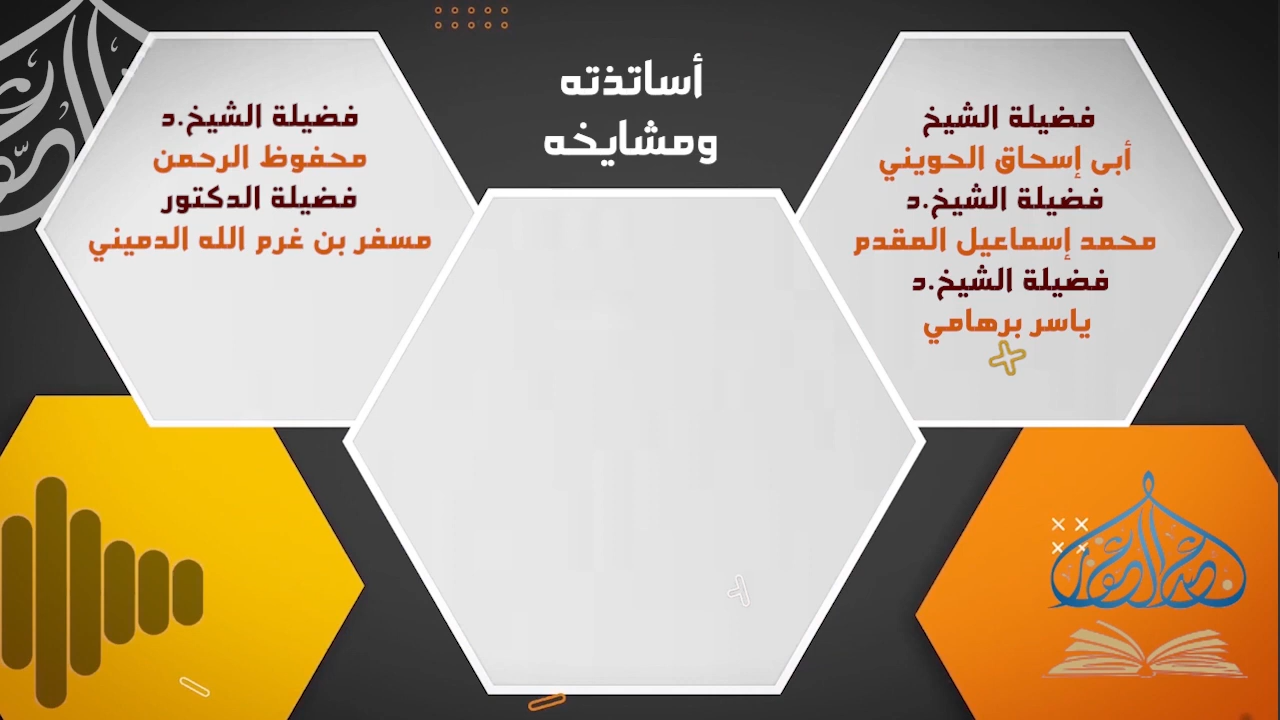 أساتذته
ومشايخه
فضيلة الشيخ
أبى إسحاق الحويني
فضيلة الشيخ.د
محمد إسماعيل المقدم
فضيلة الشيخ.د
ياسر برهامي
فضيلة الشيخ.د
محفوظ الرحمن
فضيلة الدكتور
مسفر بن غرم الله الدميني